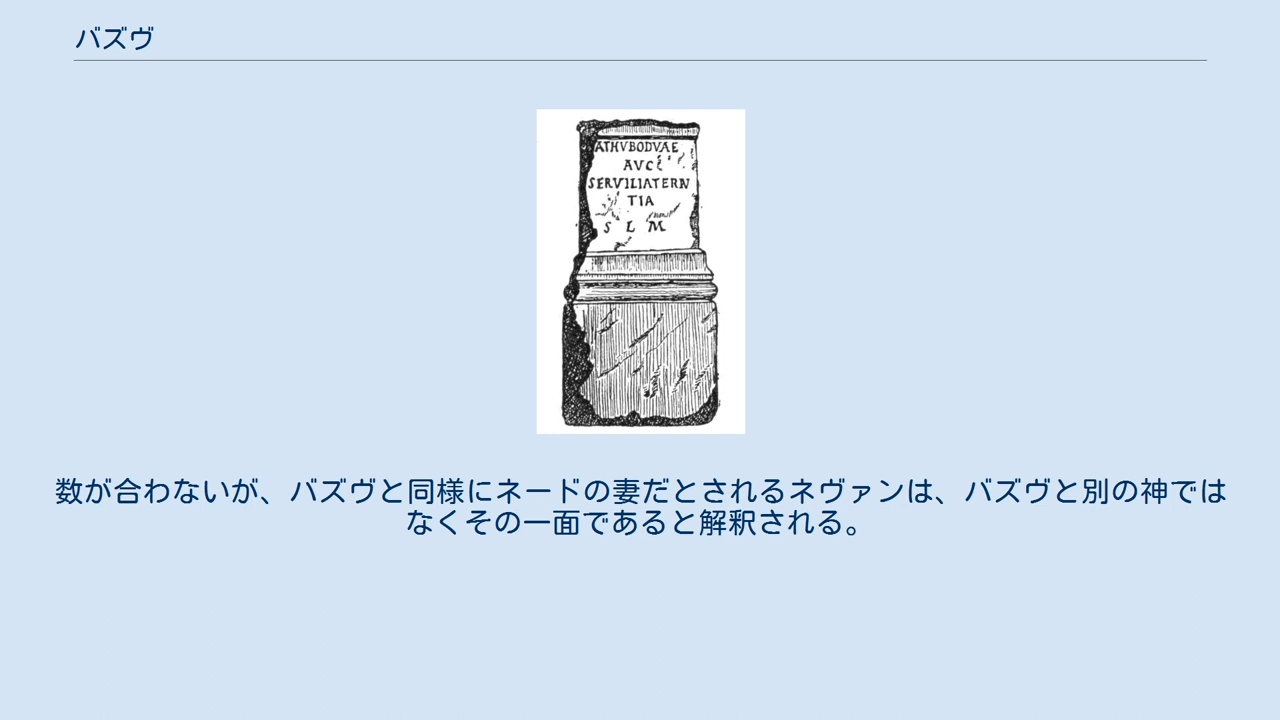 バズヴ
ATHVBODVAE
AVC
SERVILIATERN
TIA
S L M
数が合わないが、バズヴと同様にネードの妻だとされるネヴァンは、バズヴと別の神では
なくその一面であると解釈される。